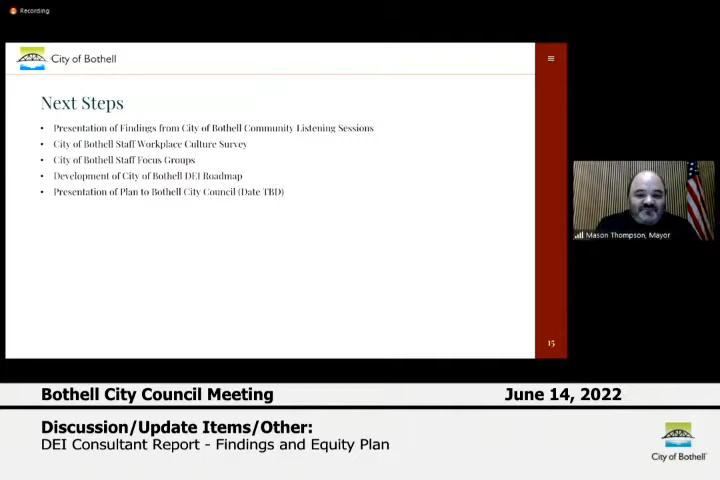 Recording
City of Bothell
Next Steps
• Presentation of Findings from City of Bothell Community Listening Sessions
• City of Bothell Staff Workplace Culture Survey
• City of Bothell Staff Focus Groups
• Development of City of Bothell DEI Roadmap
• Presentation of Plan to Bothell City Council (Date TBD)
Mason Thompson, Mayor
15
Bothell City Council Meeting June 14, 2022
Discussion/Update Items/Other:
DEI Consultant Report - Findings and Equity Plan
City of Bothell